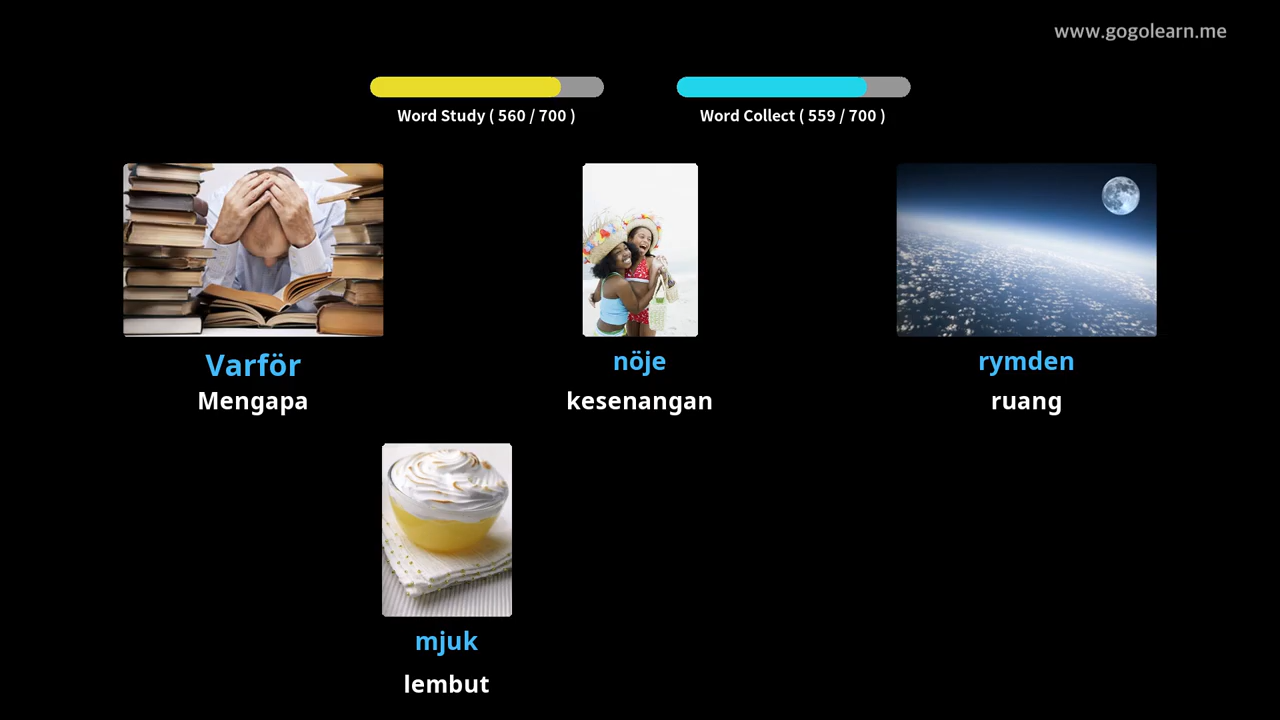 www.gogolearn.me
Word Study ( 560 / 700 )
Word Collect ( 559 / 700 )
Varför
Mengapa
nöje
kesenangan
rymden
ruang
mjuk
lembut